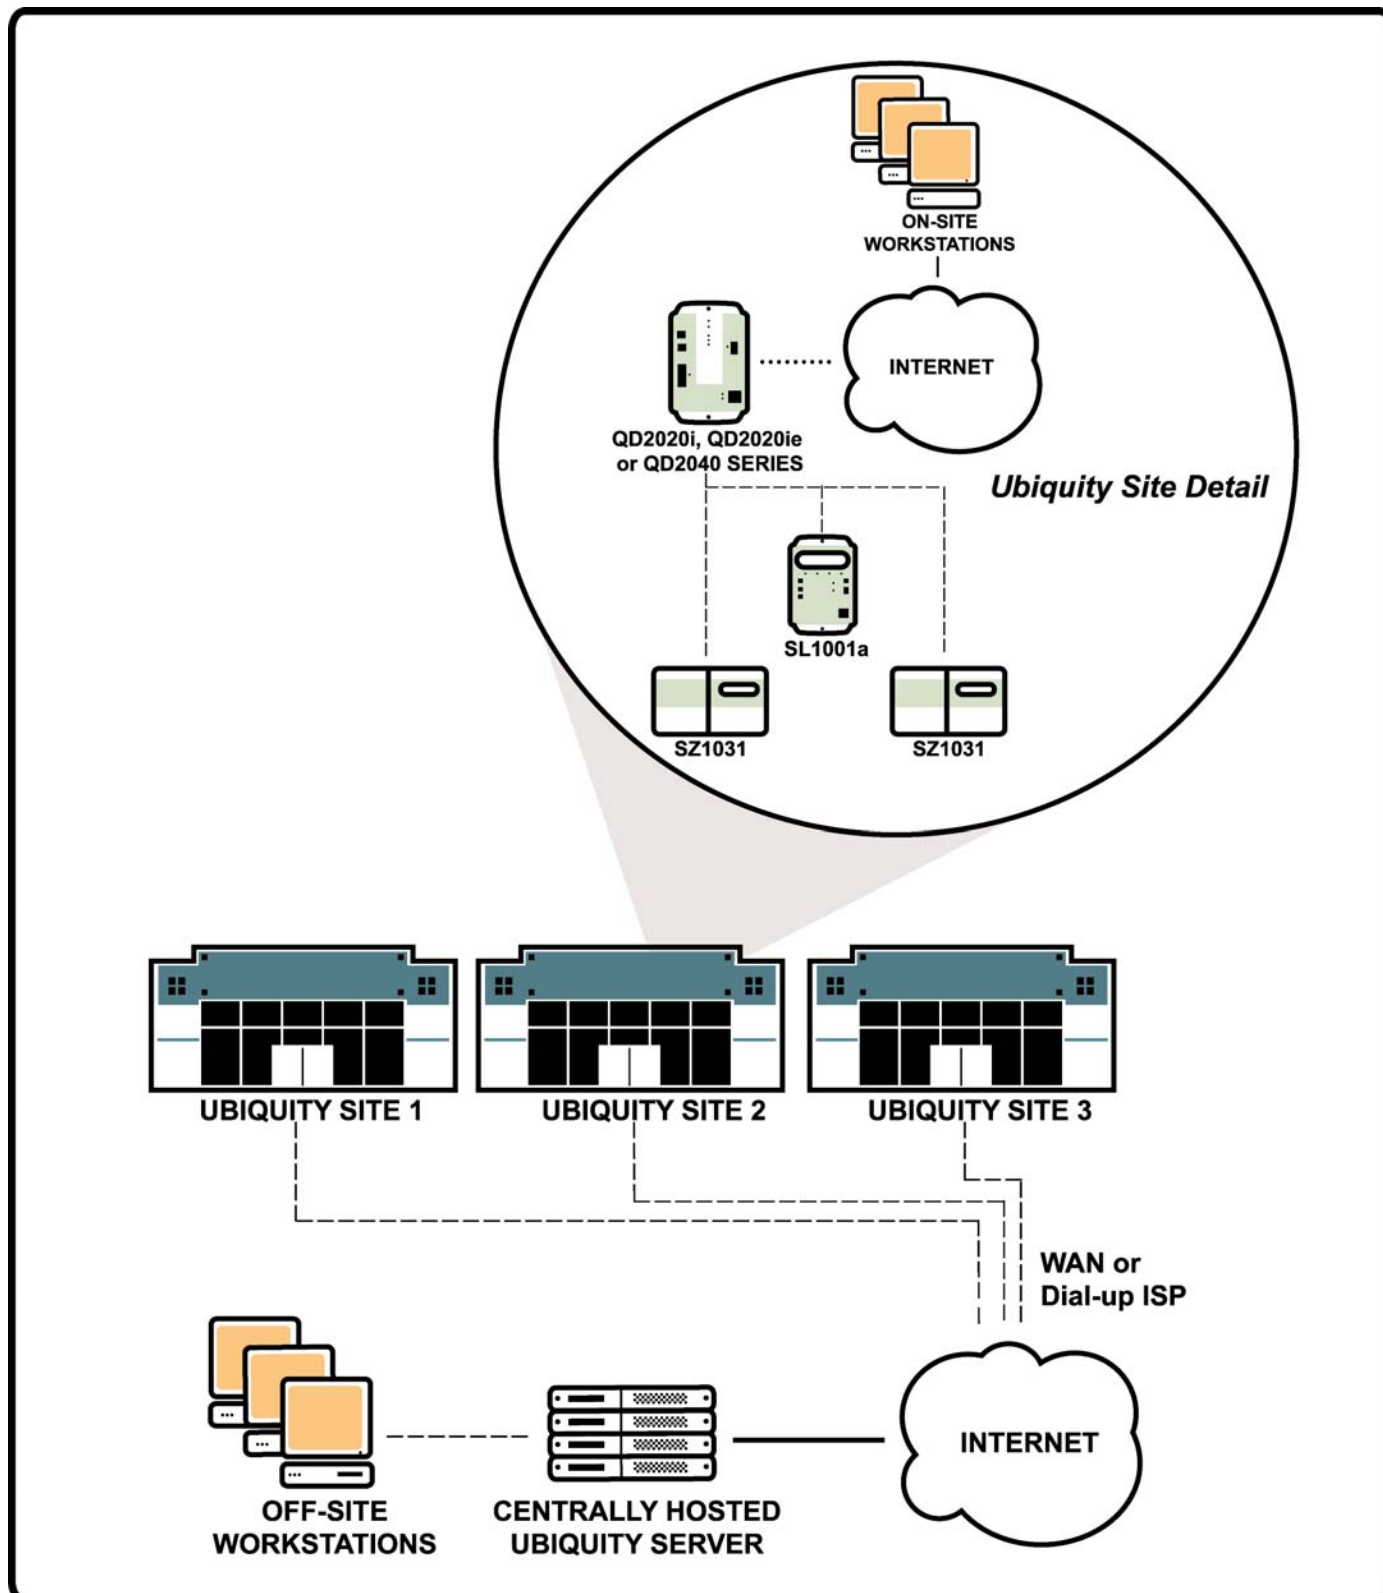 ON-SITE
WORKSTATIONS
INTERNET
QD2020i, QD2020ie
or QD2040 SERIES
Ubiquity Site Detail
SL1001a
SZ1031
SZ1031
UBIQUITY SITE 1
UBIQUITY SITE 2
UBIQUITY SITE 3
WAN or
Dial-up ISP
INTERNET
OFF-SITE
WORKSTATIONS
CENTRALLY HOSTED
UBIQUITY SERVER